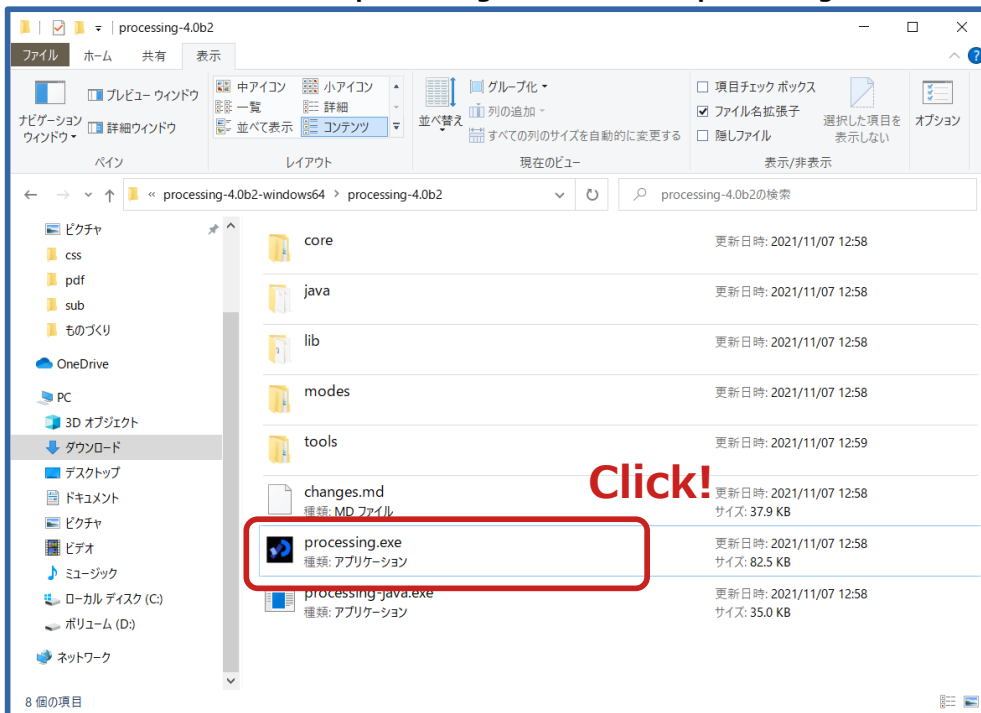 processing-4.0b2
ファイル ホーム 共有 表示
プレビュー ウィンドウ
詳細ウィンドウ
ナビゲーション
ウィンドウ
ペイン
中アイコン 小アイコン
一覧 詳細
並べて表示 コンテンツ
レイアウト
並べ替え
グループ化
列の追加
すべての列のサイズを自動的に変更する
現在のビュー
項目チェック ボックス
ファイル名拡張子
隠しファイル
選択した項目を
表示しない
表示/非表示
オプション
« processing-4.0b2-windows64 > processing-4.0b2
processing-4.0b2の検索
ピクチャ
css
pdf
sub
ものづくり
OneDrive
PC
3D オブジェクト
ダウンロード
デスクトップ
ドキュメント
ピクチャ
ビデオ
ミュージック
ローカル ディスク (C:)
ボリューム (D:)
ネットワーク
core 更新日時: 2021/11/07 12:58
java 更新日時: 2021/11/07 12:58
lib 更新日時: 2021/11/07 12:58
modes 更新日時: 2021/11/07 12:58
tools 更新日時: 2021/11/07 12:59
Click!
changes.md 更新日時: 2021/11/07 12:58
種類: MD ファイル サイズ: 37.9 KB
processing.exe 更新日時: 2021/11/07 12:58
種類: アプリケーション サイズ: 82.5 KB
processing-java.exe 更新日時: 2021/11/07 12:58
種類: アプリケーション サイズ: 35.0 KB
8 個の項目